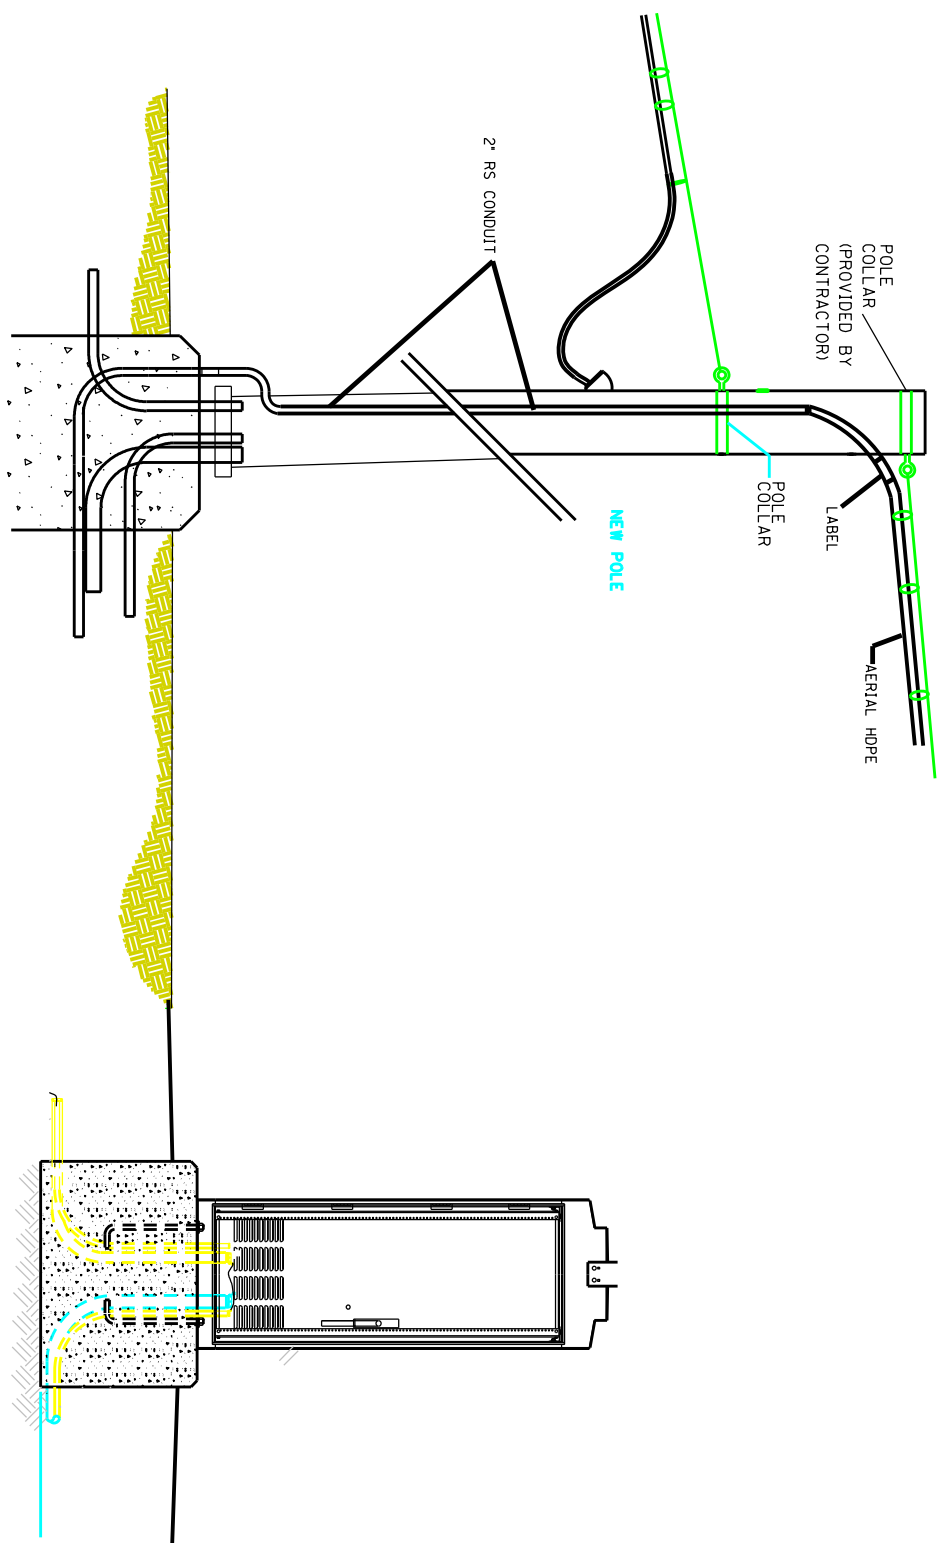 POLE
COLLAR
(PROVIDED BY
CONTRACTOR)
2" RS CONDUIT
POLE
COLLAR
LABEL
NEW POLE
AERIAL HDPE